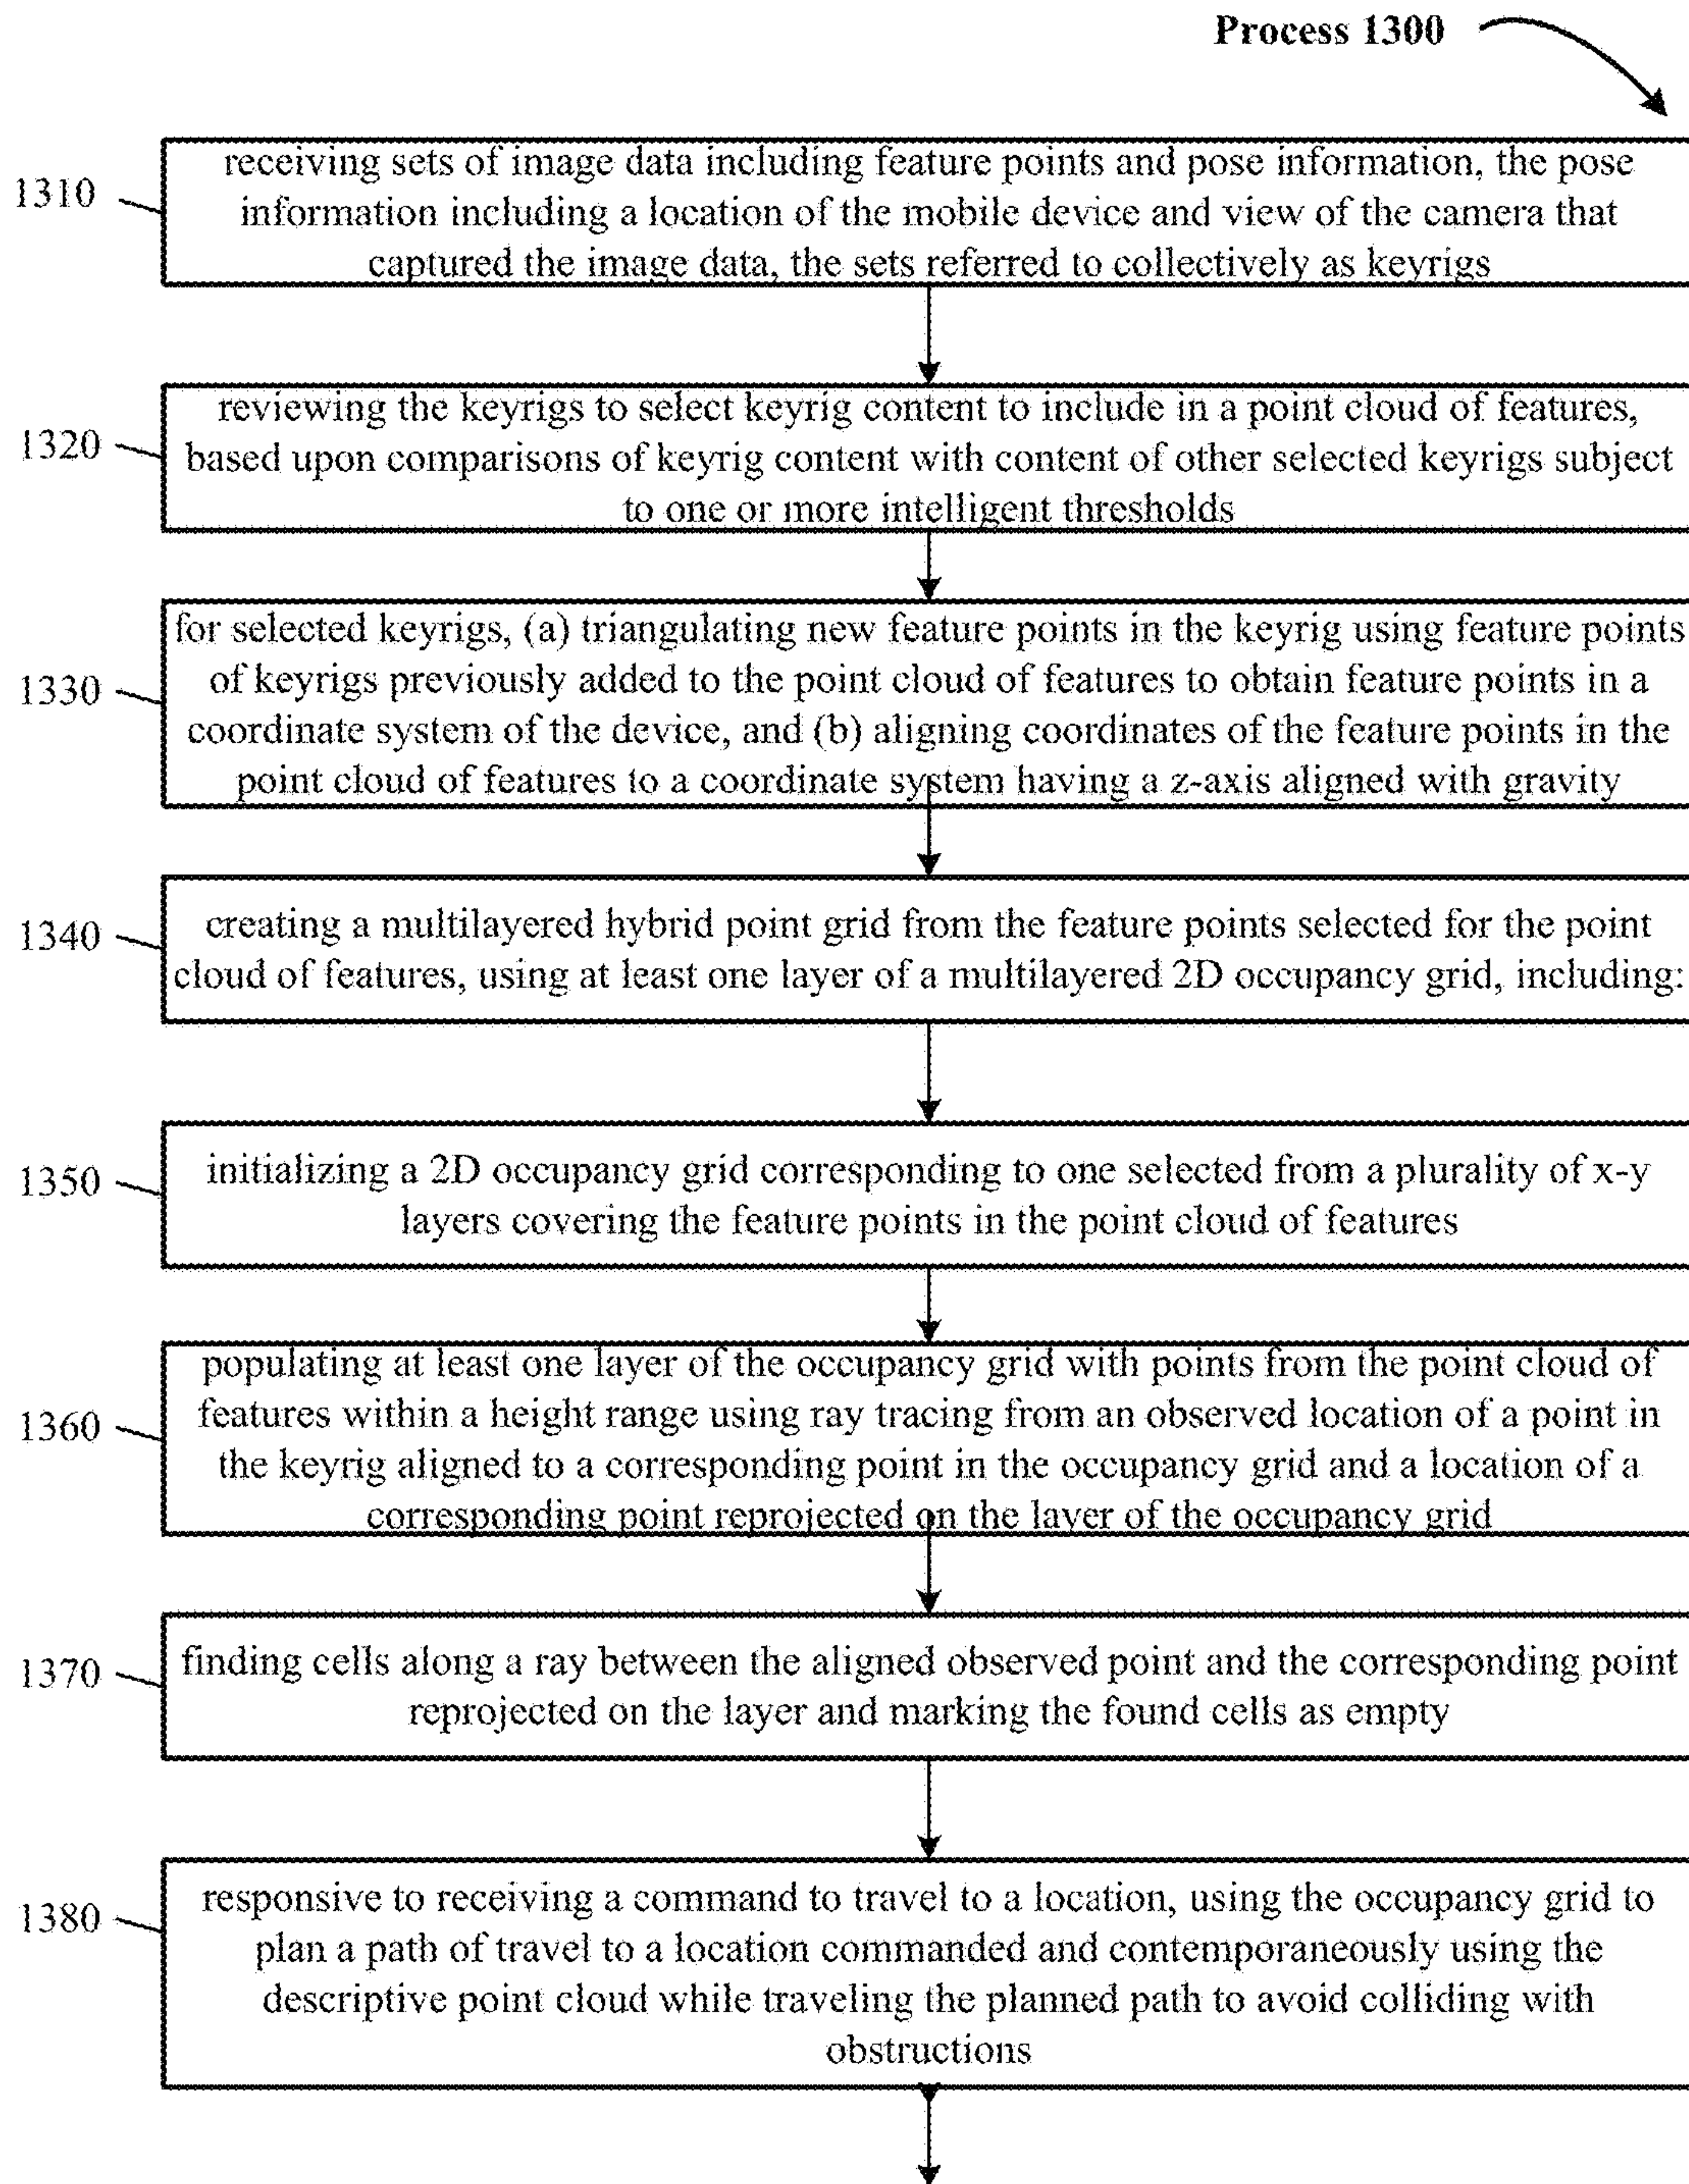 Process 1300
1310
receiving sets of image data including feature points and pose information, the pose
information including a location of the mobile device and view of the camera that
captured the image data, the sets referred to collectively as keyrigs
1320
reviewing the keyrigs to select keyrig content to include in a point cloud of features,
based upon comparisons of keyrig content with content of other selected keyrigs subject
to one or more intelligent thresholds
1330
for selected keyrigs, (a) triangulating new feature points in the keyrig using feature points
of keyrigs previously added to the point cloud of features to obtain feature points in a
coordinate system of the device, and (b) aligning coordinates of the feature points in the
point cloud of features to a coordinate system having a z-axis aligned with gravity
1340
creating a multilayered hybrid point grid from the feature points selected for the point
cloud of features, using at least one layer of a multilayered 2D occupancy grid, including:
1350
initializing a 2D occupancy grid corresponding to one selected from a plurality of x-y
layers covering the feature points in the point cloud of features
1360
populating at least one layer of the occupancy grid with points from the point cloud of
features within a height range using ray tracing from an observed location of a point in
the keyrig aligned to a corresponding point in the occupancy grid and a location of a
corresponding point reprojected on the layer of the occupancy grid
1370
finding cells along a ray between the aligned observed point and the corresponding point
reprojected on the layer and marking the found cells as empty
1380
responsive to receiving a command to travel to a location, using the occupancy grid to
plan a path of travel to a location commanded and contemporaneously using the
descriptive point cloud while traveling the planned path to avoid colliding with
obstructions